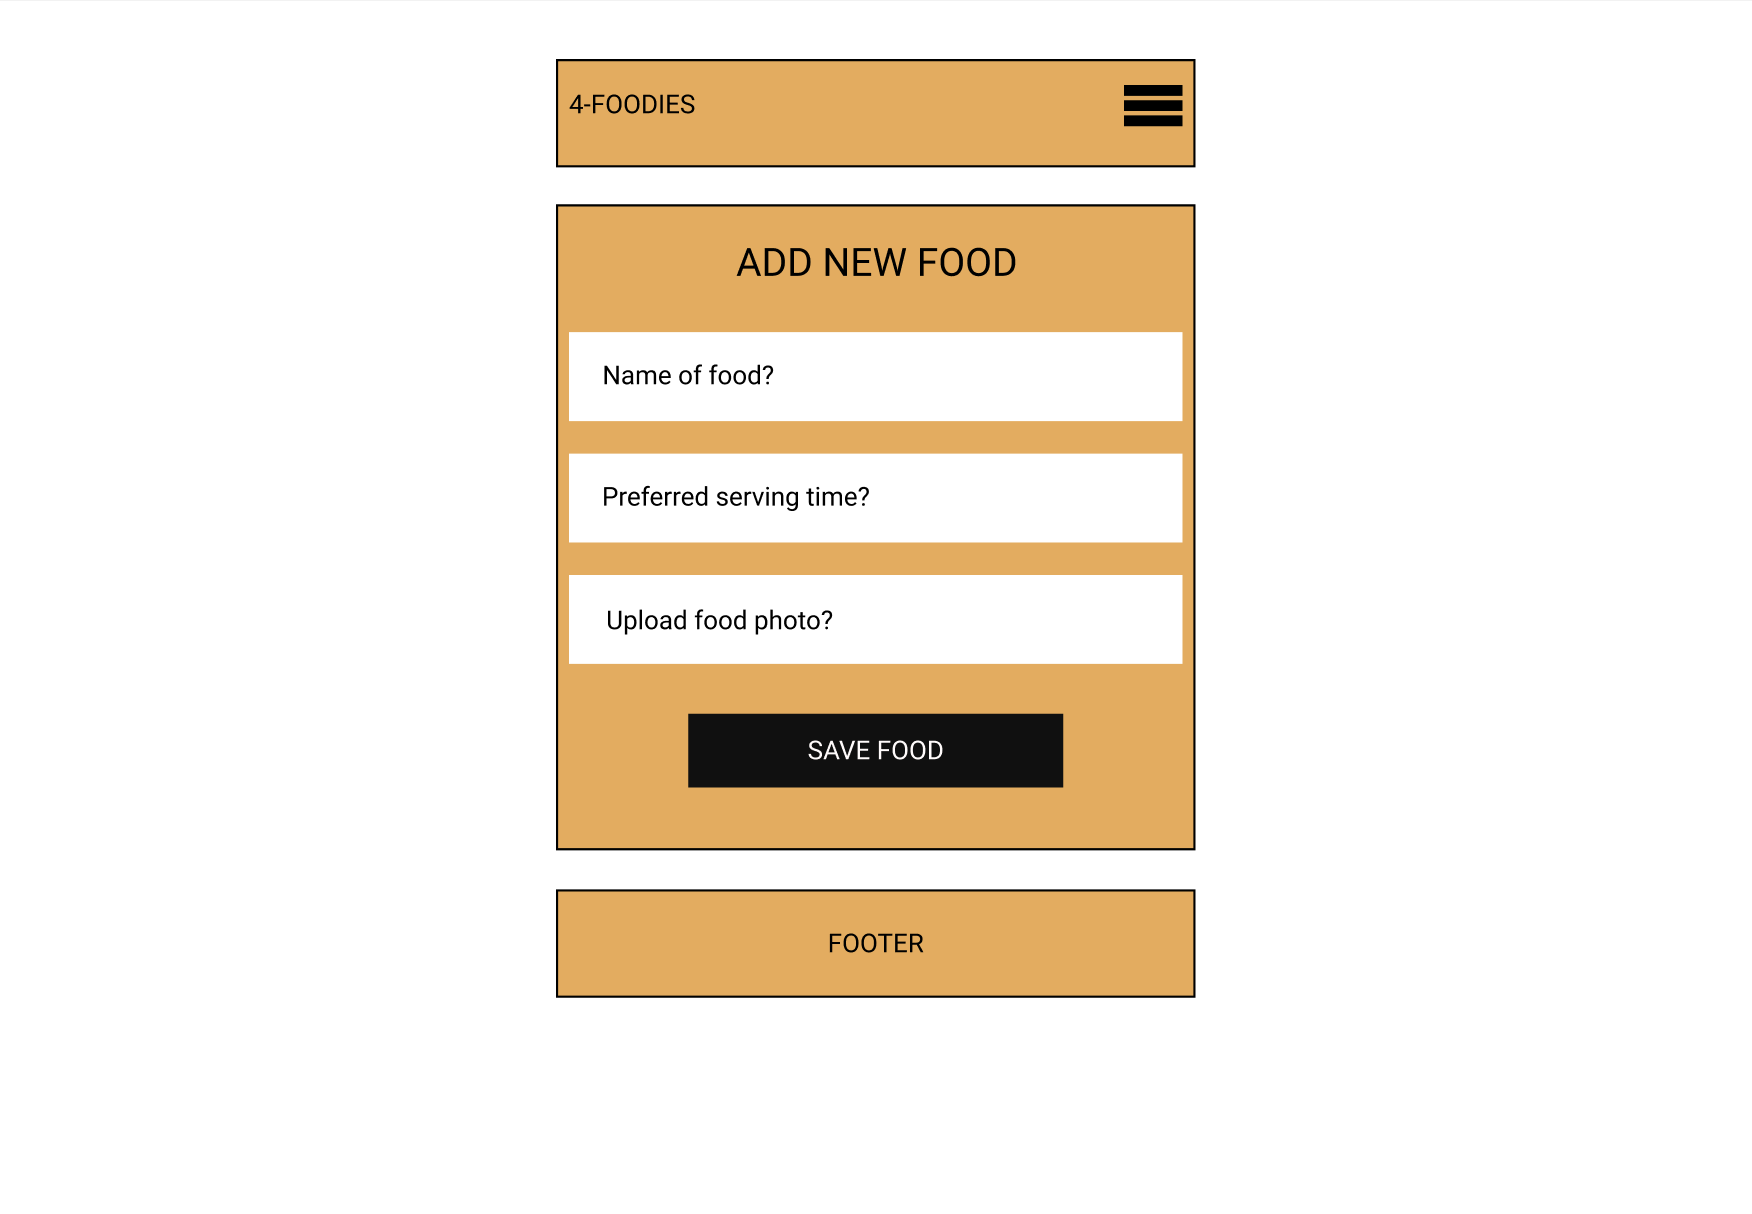 4-FOODIES
ADD NEW FOOD
Name of food?
Preferred serving time?
Upload food photo?
SAVE FOOD
FOOTER